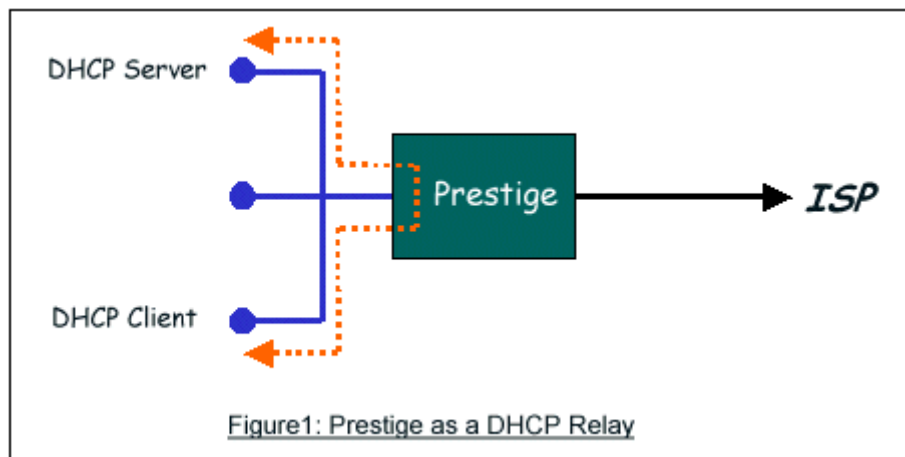 DHCP Server
Prestige
ISP
DHCP Client
Figure1: Prestige as a DHCP Relay